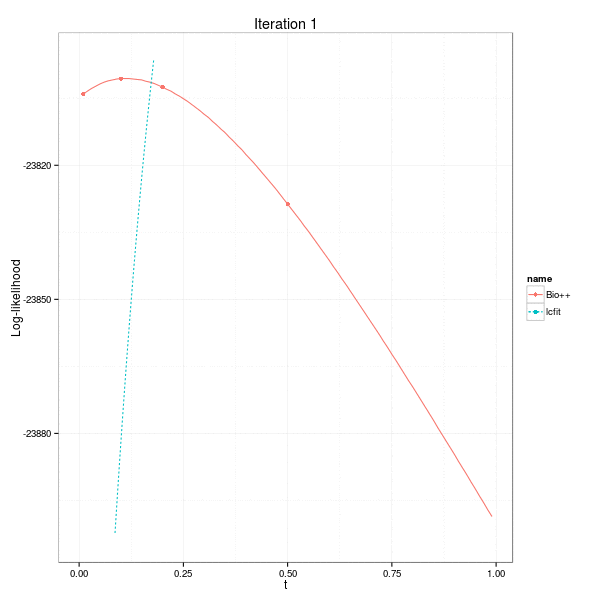 Iteration 1
Log-likelihood
-23820
-23850
-23880
0.00
0.25
0.50
0.75
1.00
t
name
Bio++
lcfit